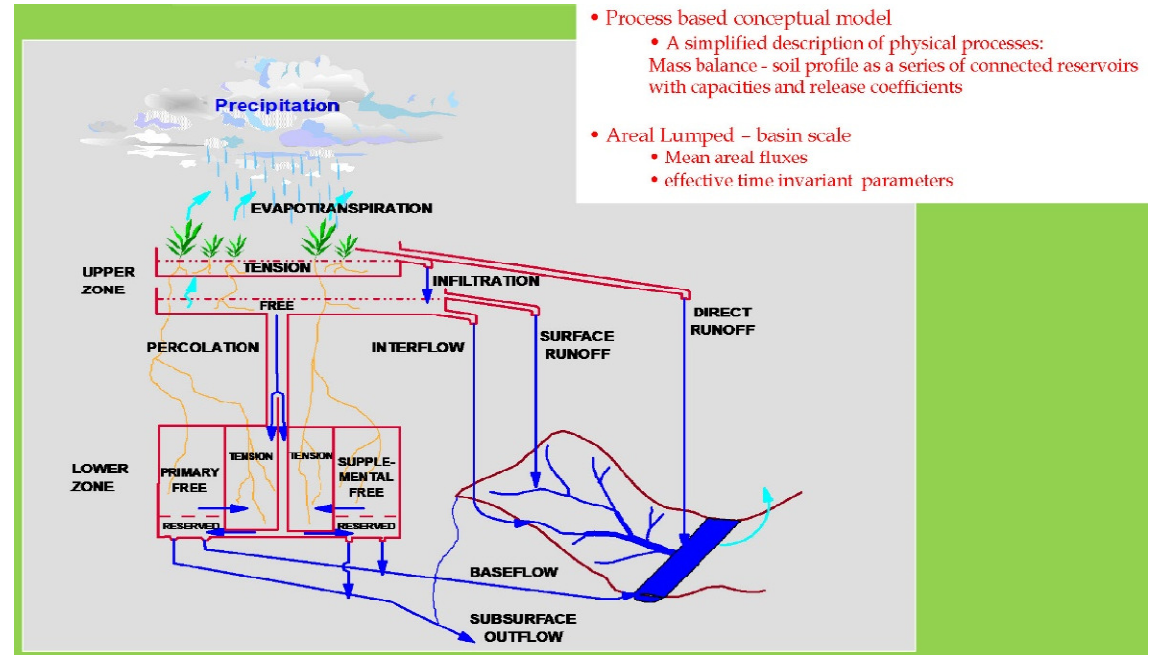 • Process based conceptual model
• A simplified description of physical processes:
Mass balance - soil profile as a series of connected reservoirs
with capacities and release coefficients
• Areal Lumped – basin scale
• Mean areal fluxes
• effective time invariant parameters
Precipitation
EVAPOTRANSPIRATION
UPPER
ZONE
TENSION
INFILTRATION
FREE
DIRECT
RUNOFF
PERCOLATION
INTERFLOW
SURFACE
RUNOFF
LOWER
ZONE
PRIMARY
FREE
TENSION
TENSION
SUPPLE-
MENTAL
FREE
RESERVED
RESERVED
BASEFLOW
SUBSURFACE
OUTFLOW